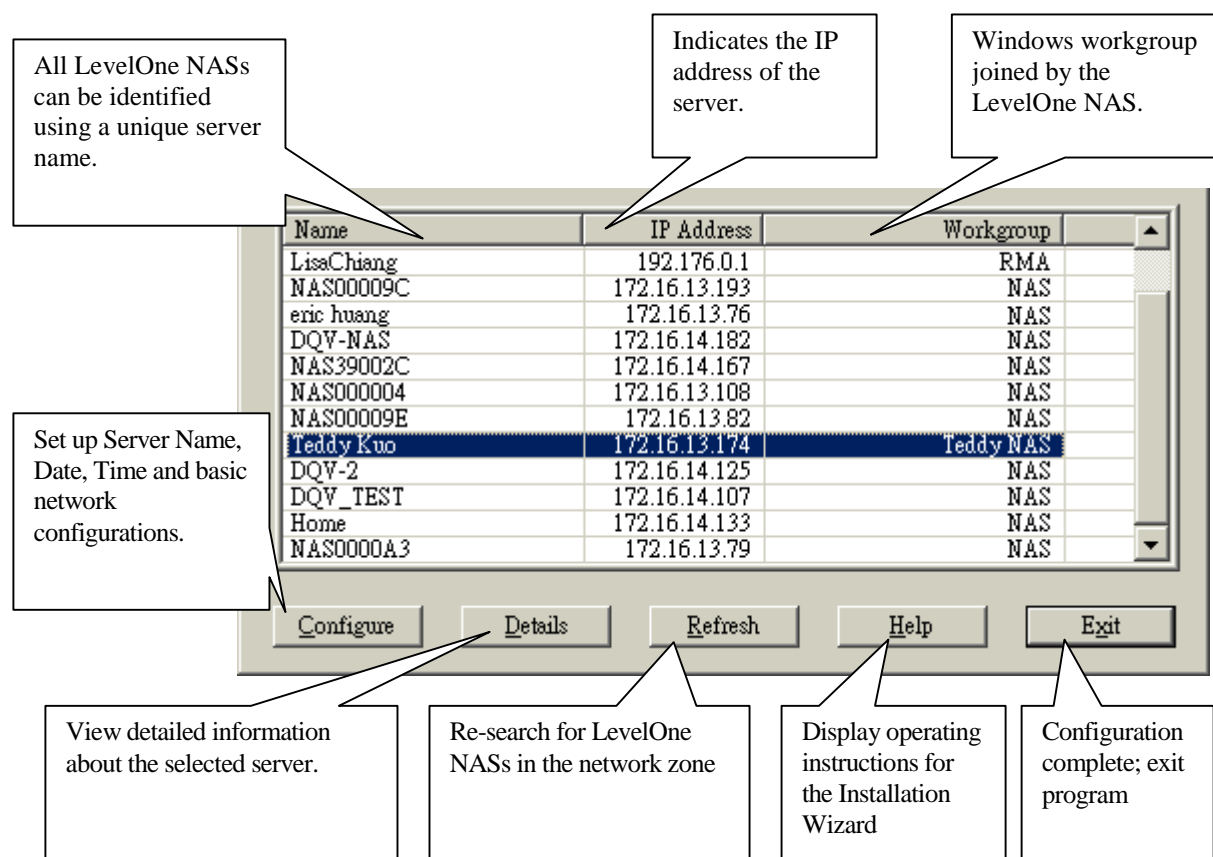 All LevelOne NASs
can be identified
using a unique server
name.
Indicates the IP
address of the
server.
Windows workgroup
joined by the
LevelOne NAS.
Name IP Address Workgroup
LisaChiang 192.176.0.1 RMA
NAS00009C 172.16.13.193 NAS
eric huang 172.16.13.76 NAS
DQV-NAS 172.16.14.182 NAS
NAS39002C 172.16.14.167 NAS
NAS000004 172.16.13.108 NAS
NAS00009E 172.16.13.82 NAS
Teddy Kuo 172.16.13.174 Teddy NAS
DQV-2 172.16.14.125 NAS
DQV_TEST 172.16.14.107 NAS
Home 172.16.14.133 NAS
NAS0000A3 172.16.13.79 NAS
Set up Server Name,
Date, Time and basic
network
configurations.
Configure Details Refresh Help Exit
View detailed information
about the selected server.
Re-search for LevelOne
NASs in the network zone
Display operating
instructions for
the Installation
Wizard
Configuration
complete; exit
program